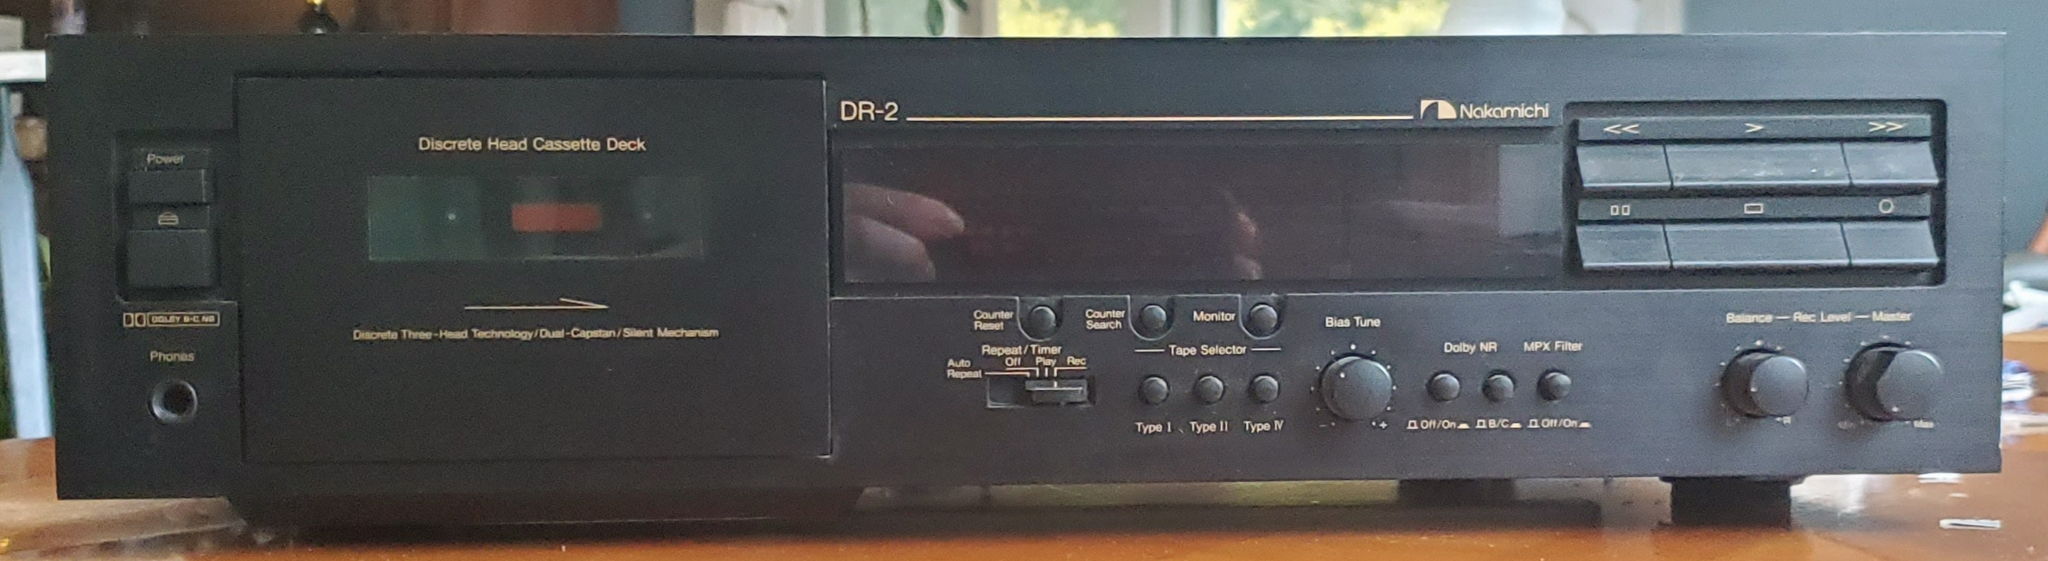 Power
DOLBY B-C NR
Phones
Discrete Head Cassette Deck
Discrete Three-Head Technology/Dual-Capstan/Silent Mechanism
DR-2
Nakamichi
<< > >>
Counter Reset
Counter Search
Monitor
Repeat/Timer
Auto Repeat
Off Play Rec
Tape Selector
Type I Type II Type IV
Bias Tune
- +
Dolby NR
Off/On B/C
MPX Filter
Off/On
Balance — Rec Level — Master
R
Max